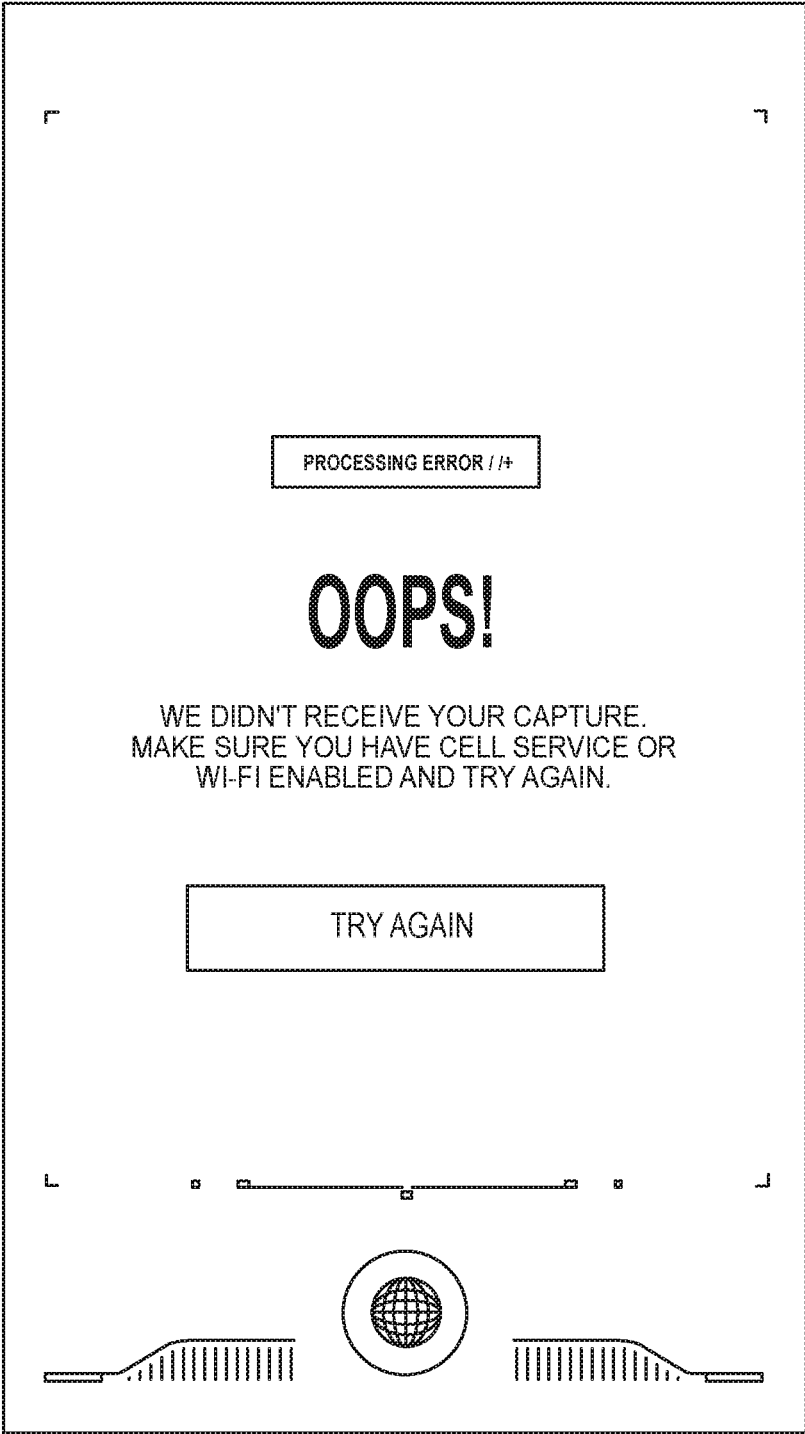 PROCESSING ERROR / /+
OOPS!
WE DIDN'T RECEIVE YOUR CAPTURE.
MAKE SURE YOU HAVE CELL SERVICE OR
WI-FI ENABLED AND TRY AGAIN.
TRY AGAIN